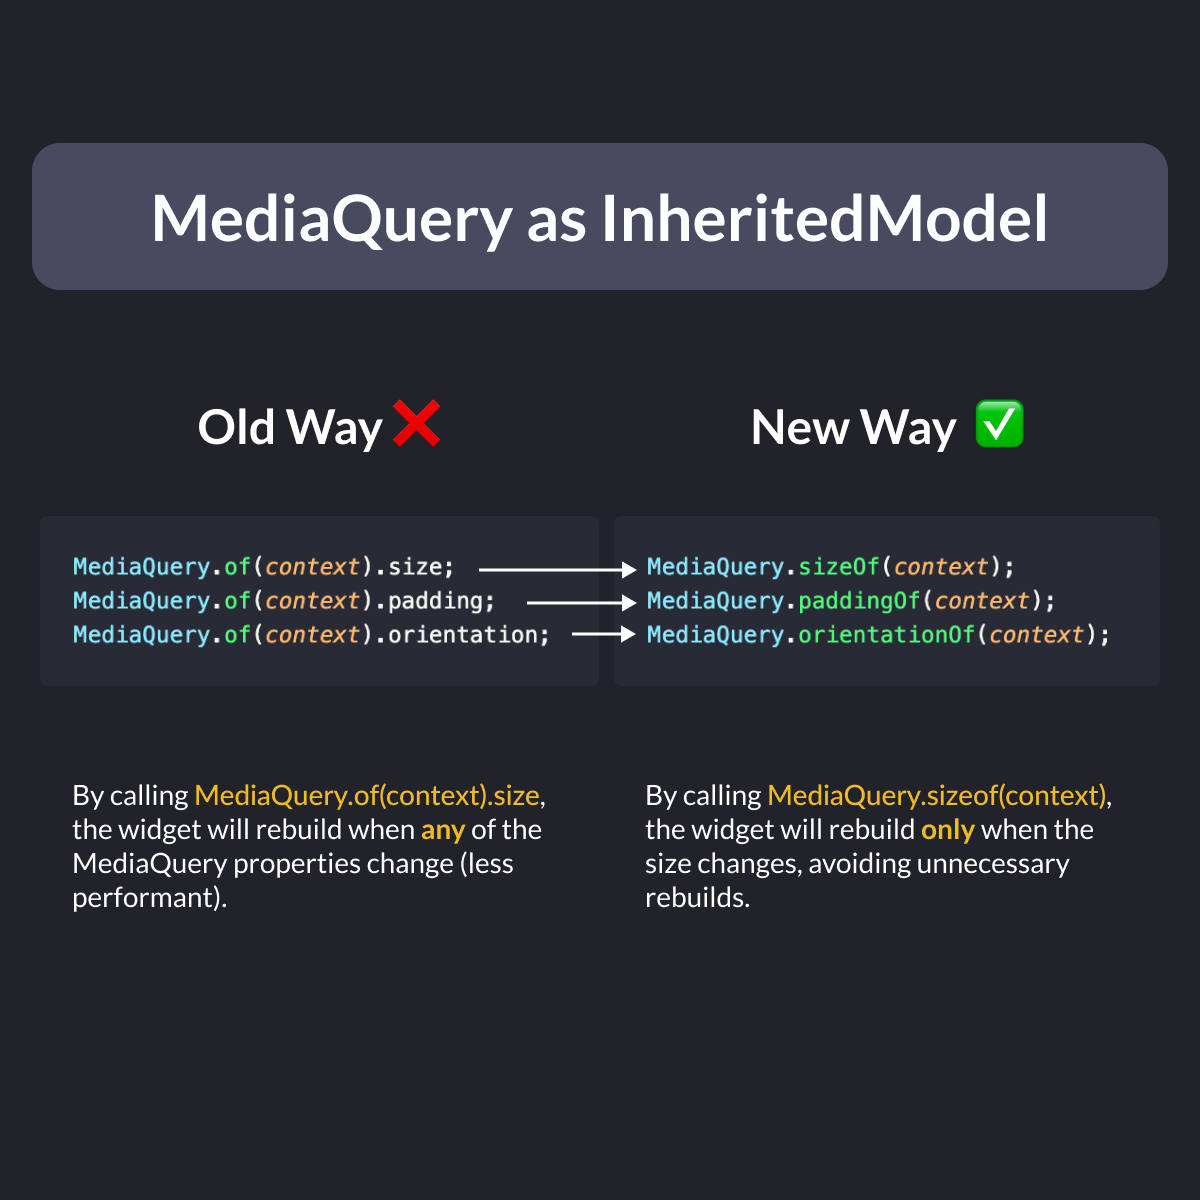 MediaQuery as InheritedModel
Old Way ❌
New Way ✅
MediaQuery.of(context).size;
MediaQuery.of(context).padding;
MediaQuery.of(context).orientation;
MediaQuery.sizeOf(context);
MediaQuery.paddingOf(context);
MediaQuery.orientationOf(context);
By calling MediaQuery.of(context).size,
the widget will rebuild when any of the
MediaQuery properties change (less
performant).
By calling MediaQuery.sizeof(context),
the widget will rebuild only when the
size changes, avoiding unnecessary
rebuilds.